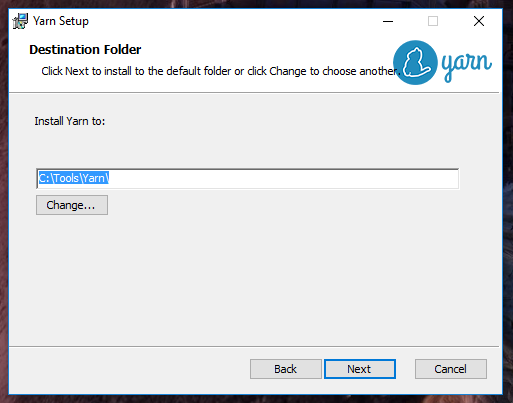 Yarn Setup
Destination Folder
Click Next to install to the default folder or click Change to choose another.
yarn
Install Yarn to:
C:\Tools\Yarn\
Change...
Back
Next
Cancel